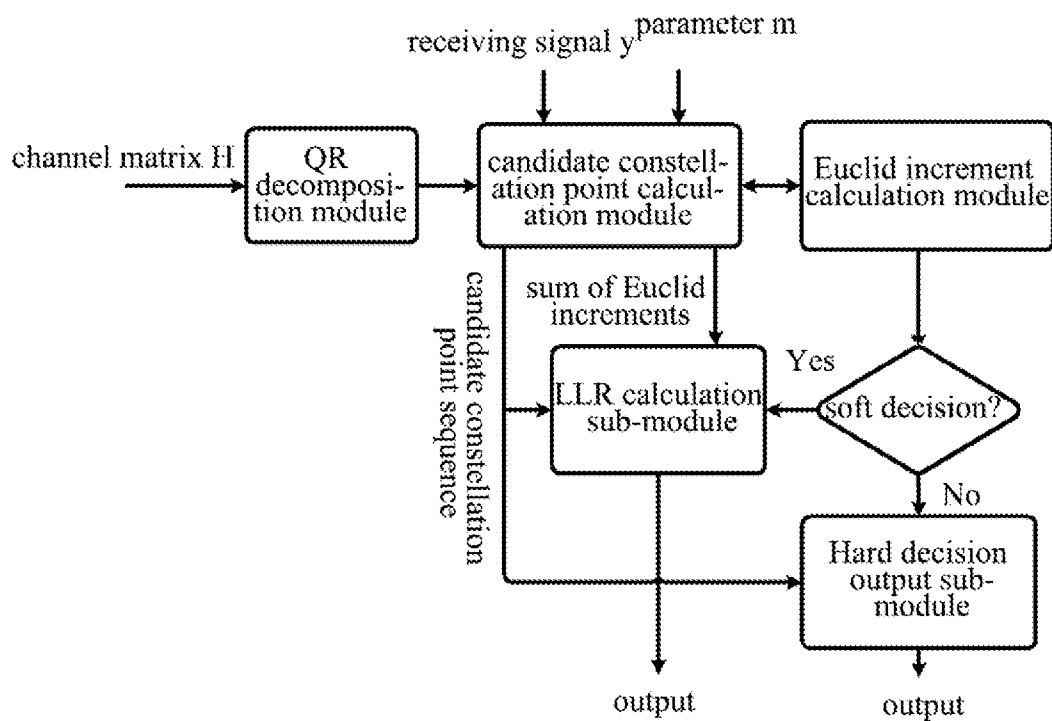 receiving signal y
parameter m
channel matrix H
QR
decomposi-
tion module
candidate constell-
ation point calcul-
ation module
Euclid increment
calculation module
candidate constellation
point sequence
sum of Euclid
increments
LLR calculation
sub-module
Yes
soft decision?
No
Hard decision
output sub-
module
output
output